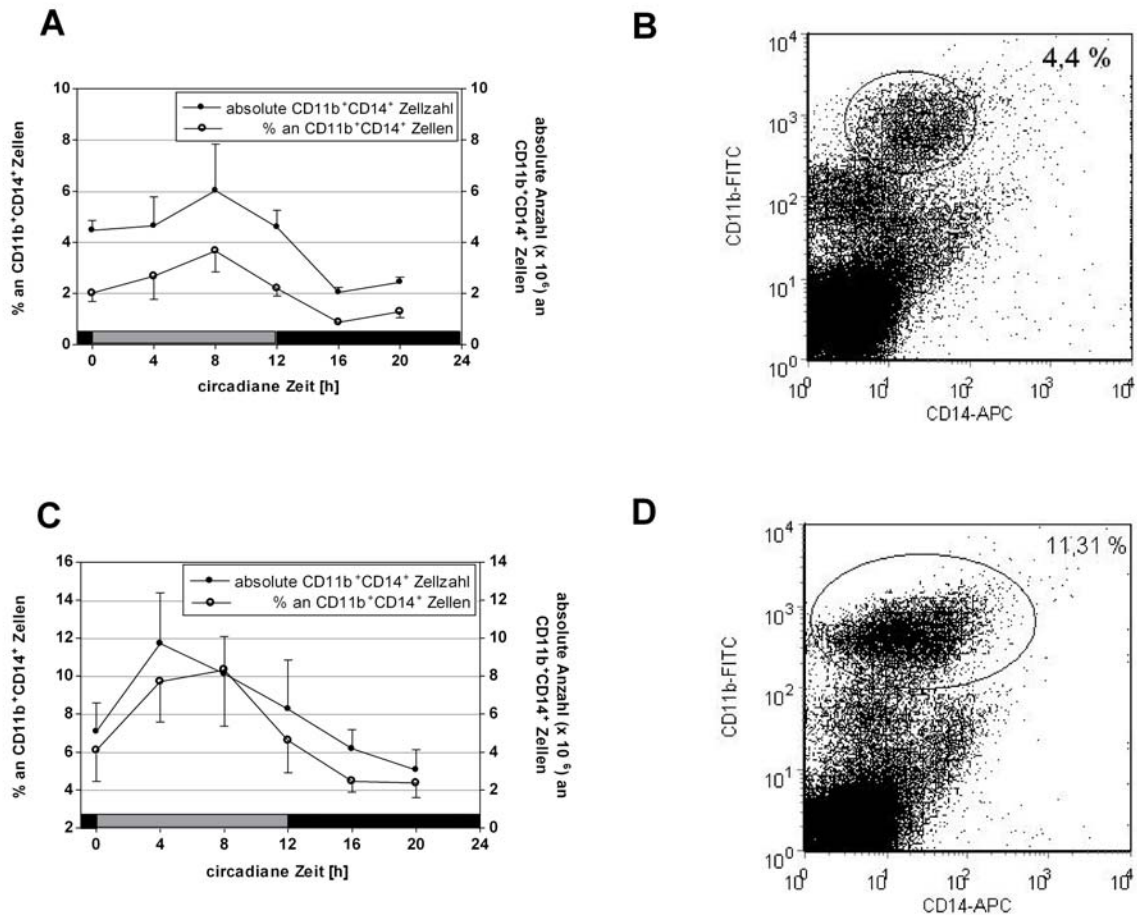 A
% an CD11b⁺CD14⁺ Zellen
10
8
6
4
2
0
absolute CD11b⁺CD14⁺ Zellzahl
% an CD11b⁺CD14⁺ Zellen
10
8
6
4
2
0
absolute Anzahl (x 10⁶) an
CD11b⁺CD14⁺ Zellen
0 4 8 12 16 20 24
circadiane Zeit [h]
B
4,4 %
CD11b-FITC
10⁴
10³
10²
10¹
10⁰
10⁰ 10¹ 10² 10³ 10⁴
CD14-APC
C
% an CD11b⁺CD14⁺ Zellen
16
14
12
10
8
6
4
2
absolute CD11b⁺CD14⁺ Zellzahl
% an CD11b⁺CD14⁺ Zellen
14
12
10
8
6
4
2
0
absolute Anzahl (x 10⁶) an
CD11b⁺CD14⁺ Zellen
0 4 8 12 16 20 24
circadiane Zeit [h]
D
11,31 %
CD11b-FITC
10⁴
10³
10²
10¹
10⁰
10⁰ 10¹ 10² 10³ 10⁴
CD14-APC